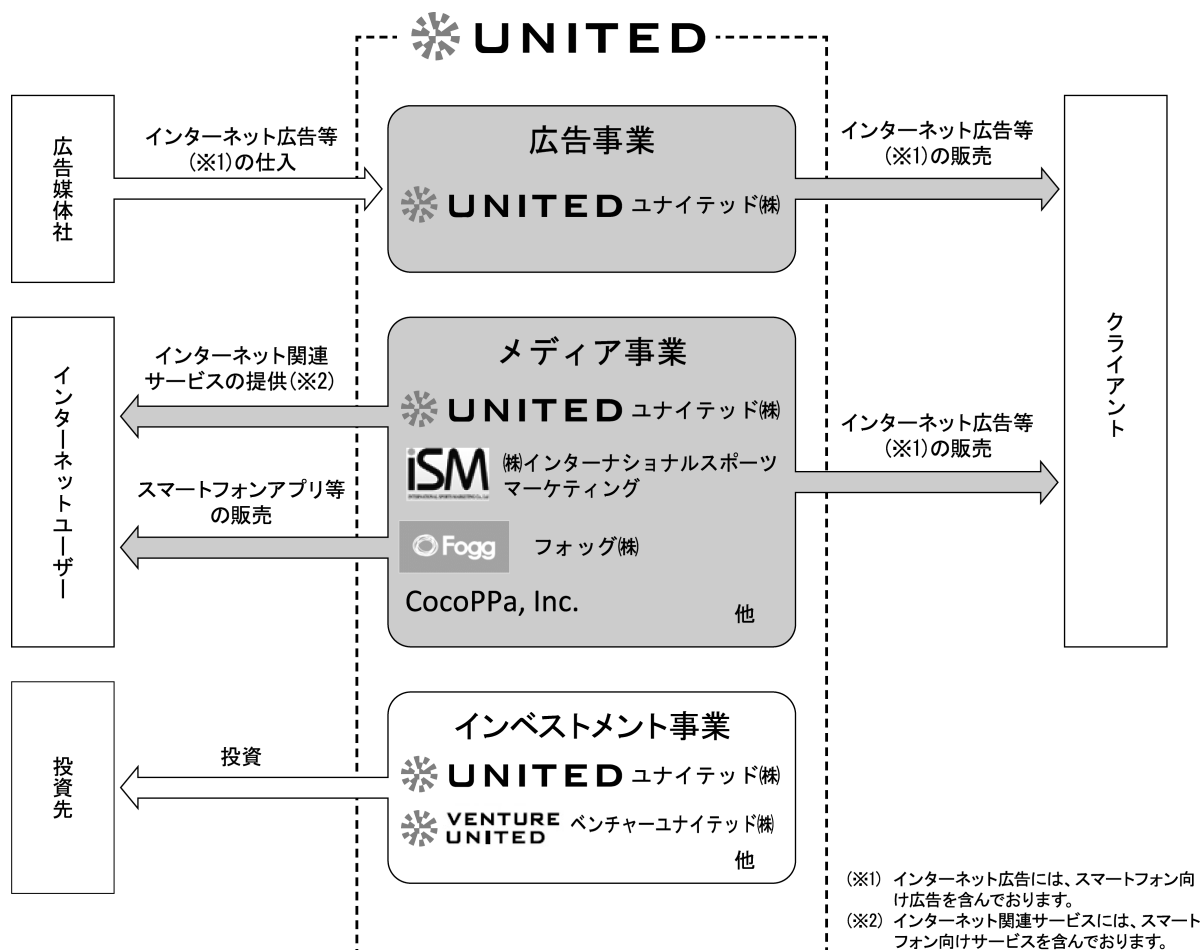 UNITED
広告媒体社
インターネット広告等
(※1)の仕入
広告事業
UNITED ユナイテッド㈱
インターネット広告等
(※1)の販売
クライアント
インターネットユーザー
インターネット関連
サービスの提供(※2)
スマートフォンアプリ等
の販売
メディア事業
UNITED ユナイテッド㈱
iSM ㈱インターナショナルスポーツ
マーケティング
Fogg フォッグ㈱
CocoPPa, Inc.
他
インターネット広告等
(※1)の販売
投資先
投資
インベストメント事業
UNITED ユナイテッド㈱
VENTURE
UNITED
ベンチャーユナイテッド㈱
他
(※1) インターネット広告には、スマートフォン向
け広告を含んでおります。
(※2) インターネット関連サービスには、スマート
フォン向けサービスを含んでおります。